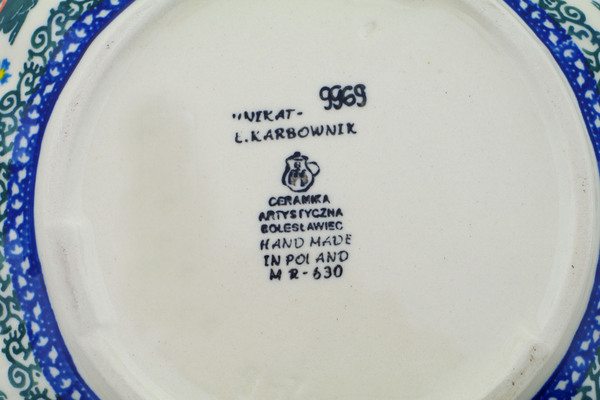 9969
UNIKAT-
L.KARBOWNIK
CERAMIKA
ARTYSTYCZNA
BOLESŁAWIEC
HAND MADE
IN POLAND
M R-630